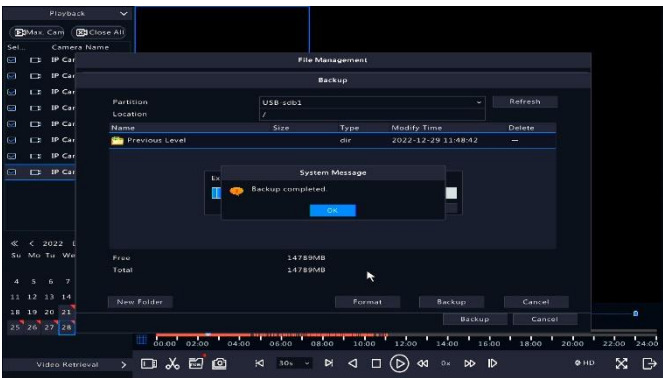 Playback
Max. Cam
Close All
Sel...
Camera Name
IP Car
IP Car
IP Car
IP Car
IP Car
IP Car
IP Car
IP Car
File Management
Backup
Partition
USB-sdb1
Refresh
Location
/
Name Size Type Modify Time Delete
Previous Level dir 2022-12-29 11:48:42 —
Ex
System Message
Backup completed.
OK
Free 14789MB
Total 14789MB
New Folder
Format
Backup
Cancel
Backup
Cancel
2022
Su Mo Tu We
4 5 6 7
11 12 13 14
18 19 20 21
25 26 27 28
00:00 02:00 04:00 06:00 08:00 10:00 12:00 14:00 16:00 18:00 20:00 22:00 24:00
Video Retrieval
30s
0x
HD